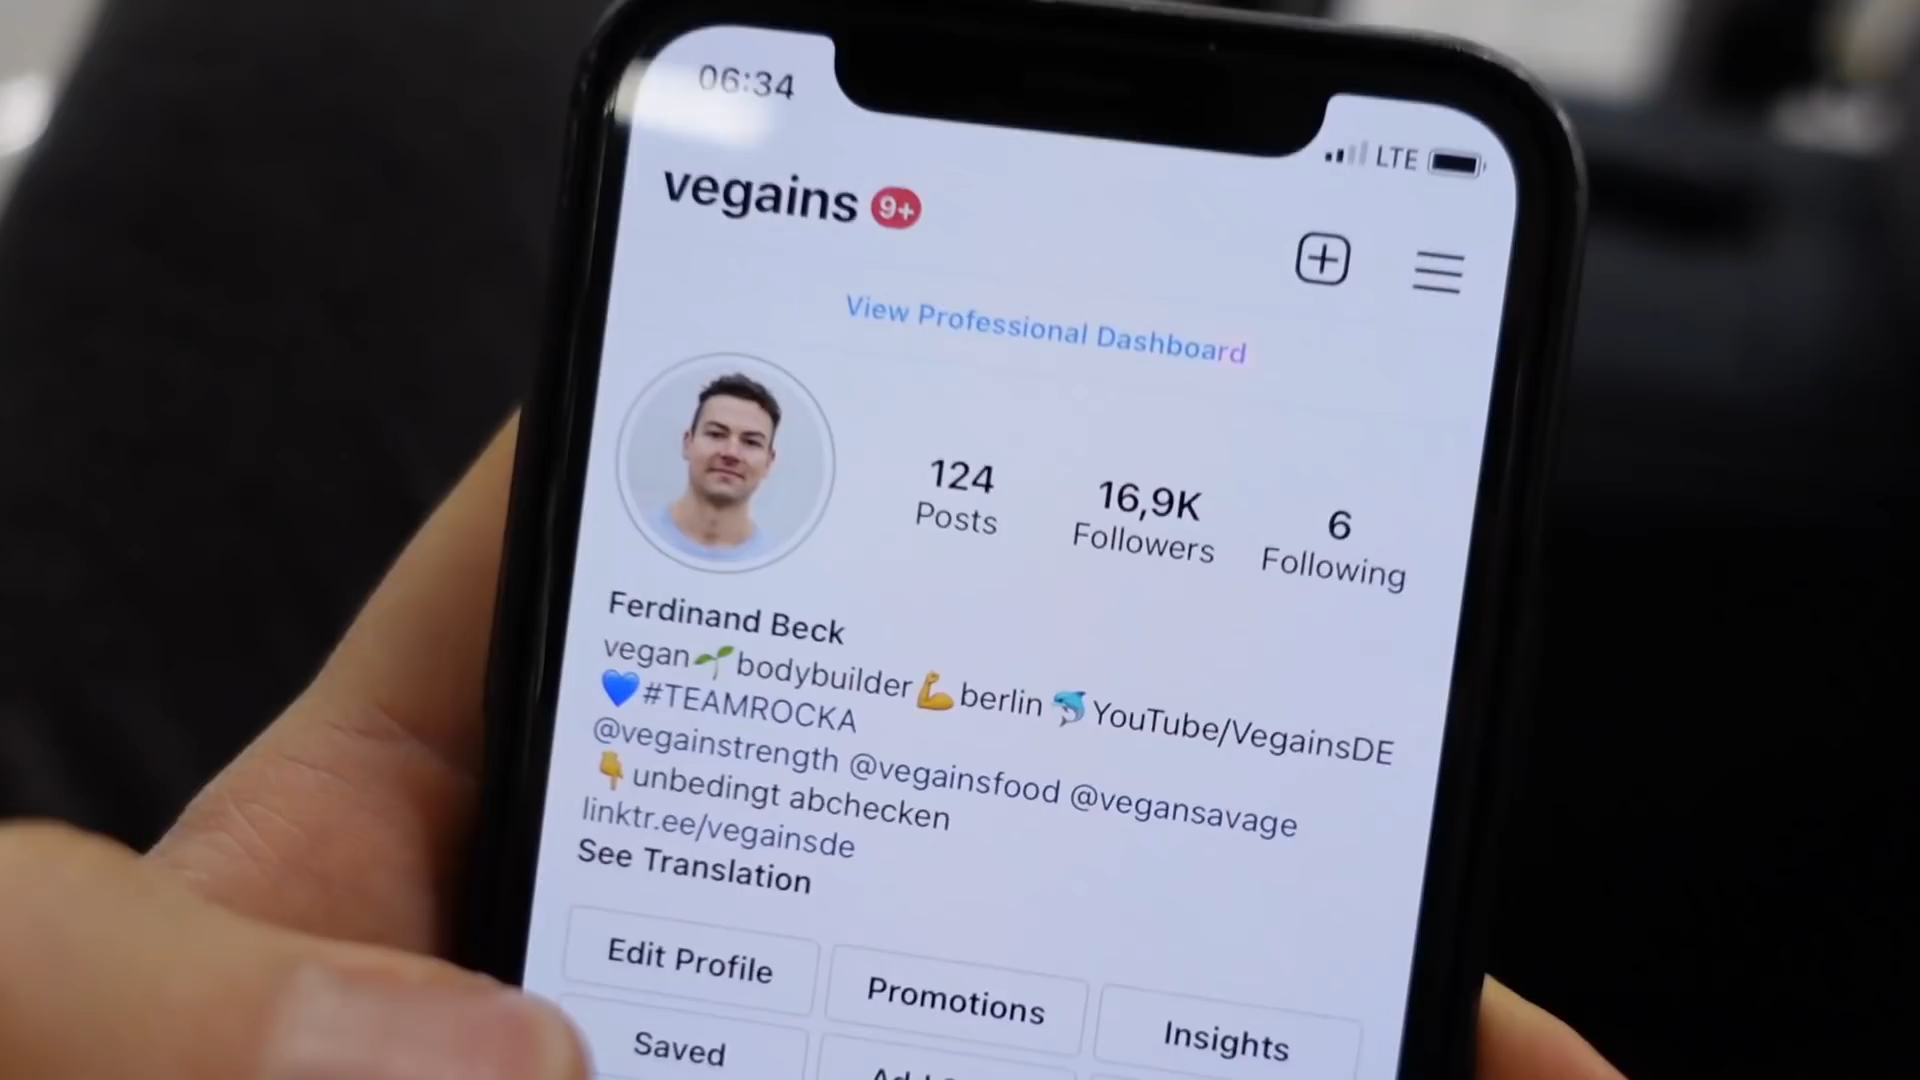 06:34
LTE
vegains 9+
View Professional Dashboard
124
Posts
16,9K
Followers
6
Following
Ferdinand Beck
vegan🌱bodybuilder💪berlin🐬YouTube/VegainsDE
💙#TEAMROCKA
@vegainstrength @vegainsfood @vegansavage
👇unbedingt abchecken
linktr.ee/vegainsde
See Translation
Edit Profile
Promotions
Insights
Saved